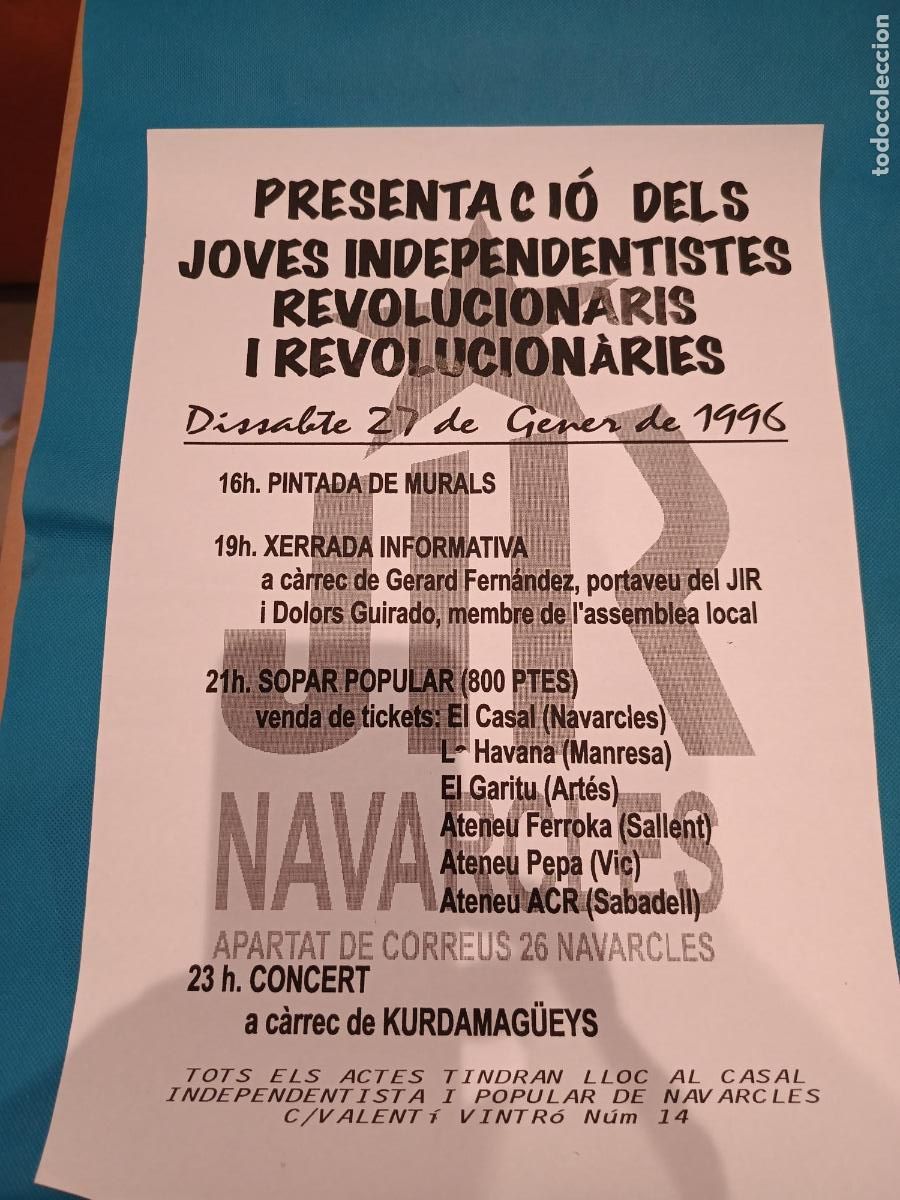 todocoleccion
PRESENTACIÓ DELS
JOVES INDEPENDENTISTES
REVOLUCIONARIS
I REVOLUCIONÀRIES
Dissabte 27 de Gener de 1996
16h. PINTADA DE MURALS
19h. XERRADA INFORMATIVA
a càrrec de Gerard Fernández, portaveu del JIR
i Dolors Guirado, membre de l'assemblea local
JIR
21h. SOPAR POPULAR (800 PTES)
venda de tickets: El Casal (Navarcles)
La Havana (Manresa)
El Garitu (Artés)
Ateneu Ferroka (Sallent)
Ateneu Pepa (Vic)
Ateneu ACR (Sabadell)
NAVARCLES
APARTAT DE CORREUS 26 NAVARCLES
23 h. CONCERT
a càrrec de KURDAMAGÜEYS
TOTS ELS ACTES TINDRAN LLOC AL CASAL
INDEPENDENTISTA I POPULAR DE NAVARCLES
C/VALENTí VINTRó Núm 14